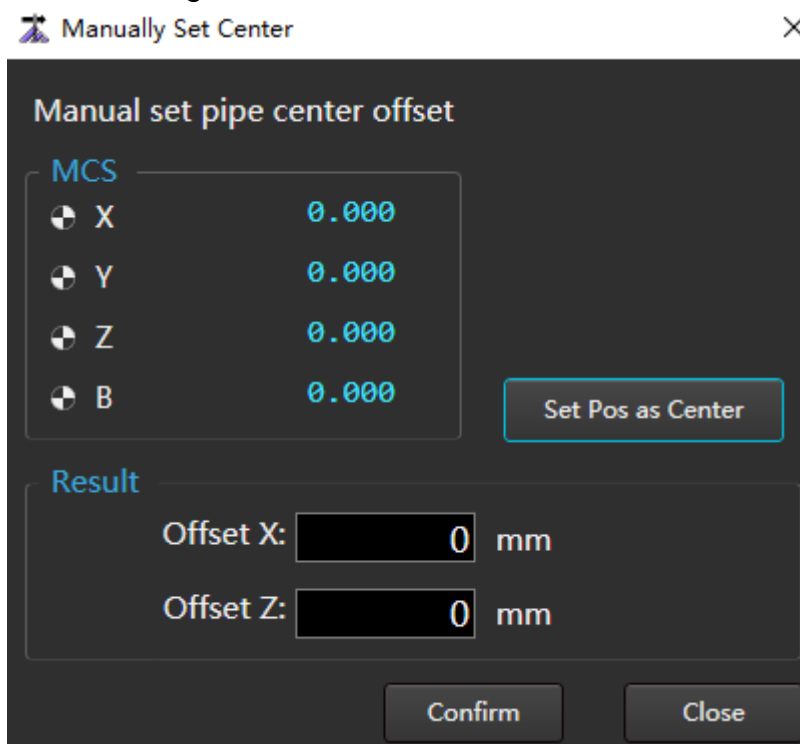 Manually Set Center
Manual set pipe center offset
MCS
X 0.000
Y 0.000
Z 0.000
B 0.000
Set Pos as Center
Result
Offset X: 0 mm
Offset Z: 0 mm
Confirm Close